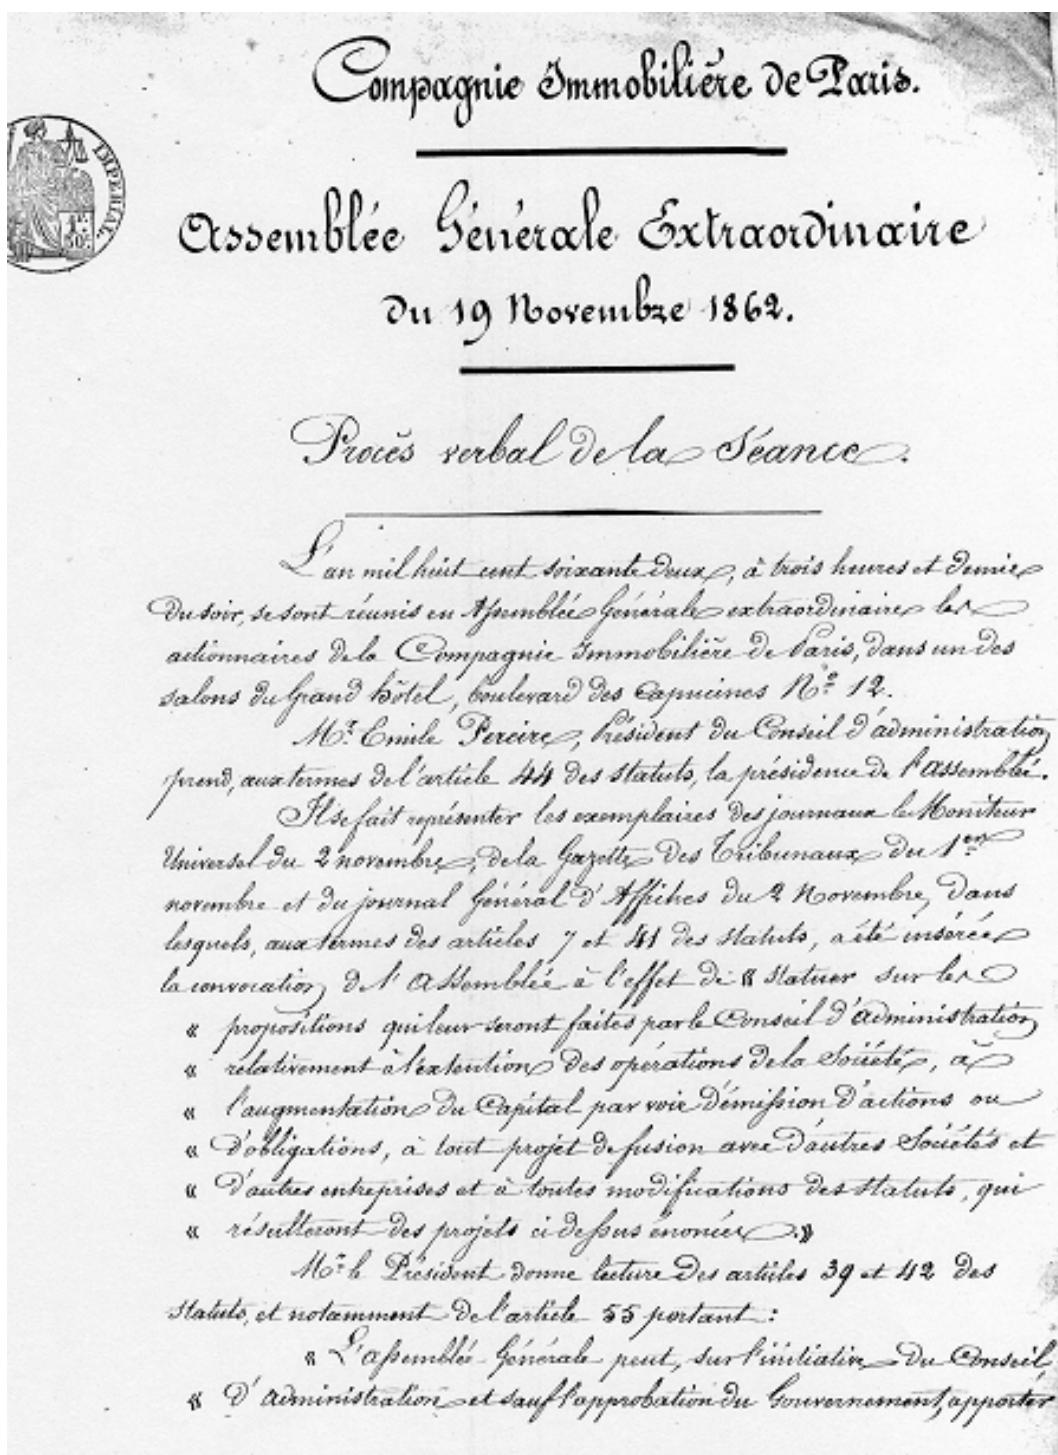 Compagnie Immobilière de Paris.
IMPERIAL
1F.
50c.
Assemblée Générale Extraordinaire
du 19 Novembre 1862.
Procès verbal de la Séance.
L'an mil huit cent soixante deux, à trois heures et demie
du soir, se sont réunis en Assemblée Générale extraordinaire les
actionnaires de la Compagnie Immobilière de Paris, dans un des
salons du Grand hôtel, boulevard des Capucines No. 12.
Mr. Emile Pereire, Président du Conseil d'administration
prend, aux termes de l'article 44 des statuts, la présidence de l'Assemblée.
Il se fait représenter les exemplaires des journaux le Moniteur
Universel du 2 novembre, de la Gazette des Tribunaux du 1er
novembre et du journal Général d'Affiches du 2 Novembre, dans
lesquels, aux termes des articles 7 et 41 des statuts, a été insérée
la convocation de l'Assemblée à l'effet de « statuer sur les
« propositions qui leur seront faites par le Conseil d'administration
« relativement à l'extention des opérations de la Société, à
« l'augmentation du Capital par voie d'émission d'actions ou
« d'obligations, à tout projet de fusion avec d'autres Sociétés et
« d'autres entreprises et à toutes modifications des statuts, qui
« résulteront des projets ci dessus énoncés. »
Mr. le Président donne lecture des articles 39 et 42 des
statuts, et notamment de l'article 55 portant :
« L'assemblée Générale peut, sur l'initiative du Conseil
« d'administration et sauf l'approbation du Gouvernement, apporter